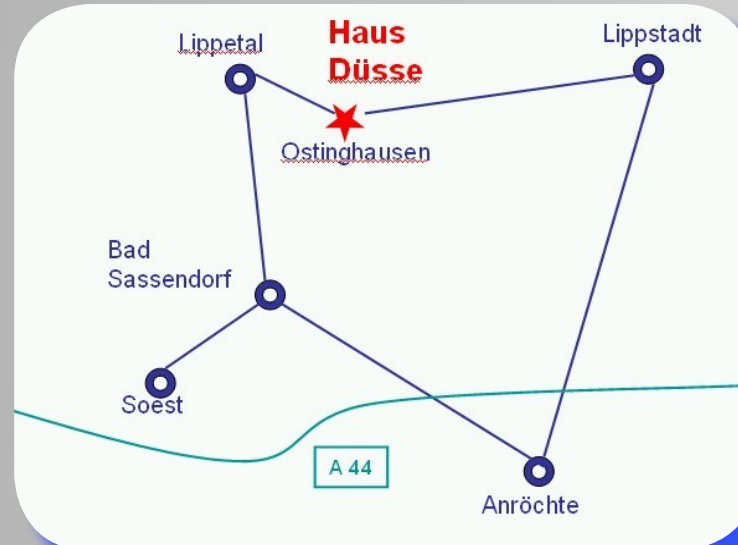 Lippetal
Haus
Düsse
Lippstadt
Ostinghausen
Bad
Sassendorf
Soest
A 44
Anröchte